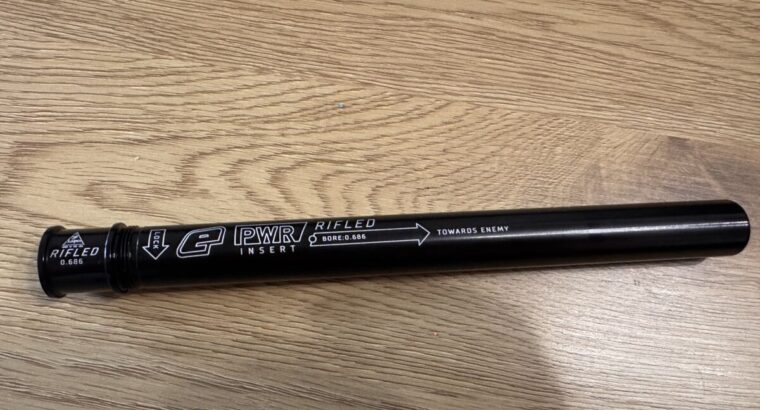 RIFLED
0.686
LOCK
PWR
INSERT
RIFLED
BORE:0.686
TOWARDS ENEMY